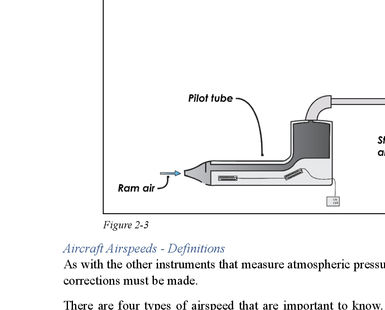 Pilot tube
St
a
Ram air
Figure 2-3
Aircraft Airspeeds - Definitions
As with the other instruments that measure atmospheric pressu
corrections must be made.
There are four types of airspeed that are important to know.